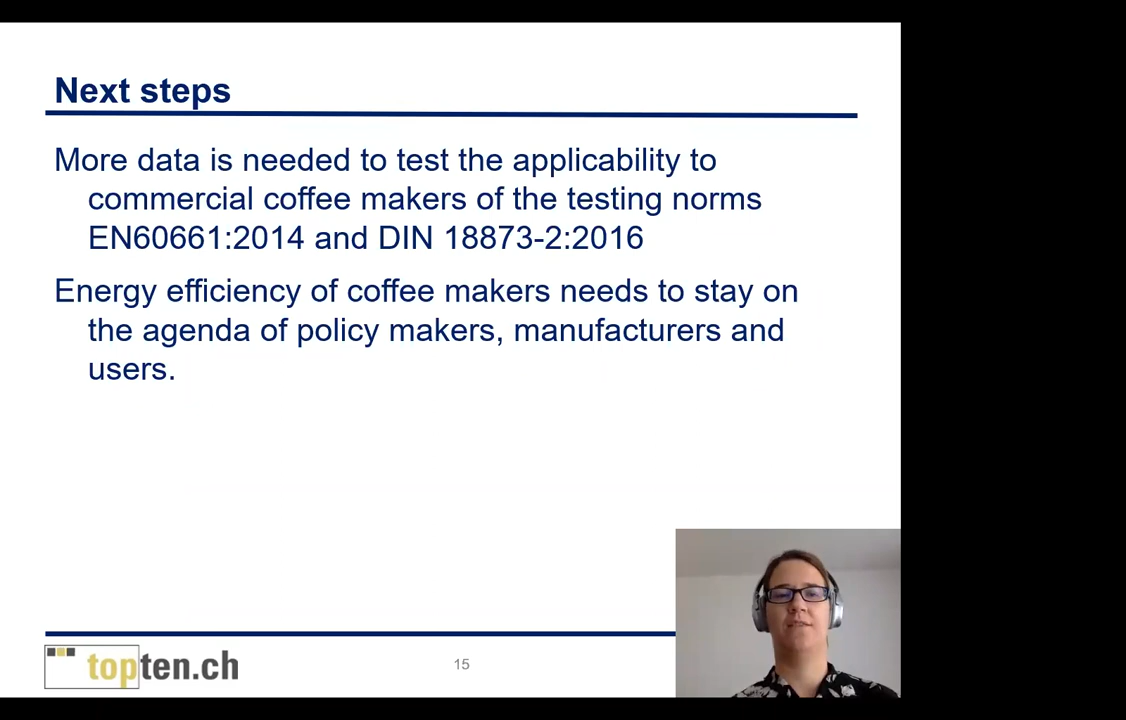 Next steps
More data is needed to test the applicability to
commercial coffee makers of the testing norms
EN60661:2014 and DIN 18873-2:2016
Energy efficiency of coffee makers needs to stay on
the agenda of policy makers, manufacturers and
users.
topten.ch
15